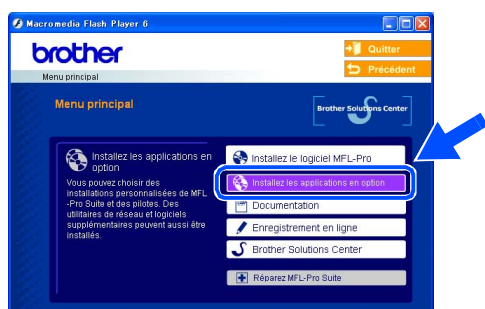 Macromedia Flash Player 6
brother
Quitter
Précédent
Menu principal
Menu principal
Brother Solutions Center
Installez les applications en
option
Vous pouvez choisir des
installations personnalisées de MFL
-Pro Suite et des pilotes. Des
utilitaires de réseau et logiciels
supplémentaires peuvent aussi être
installés.
Installez le logiciel MFL-Pro
Installez les applications en option
Documentation
Enregistrement en ligne
Brother Solutions Center
Réparez MFL-Pro Suite